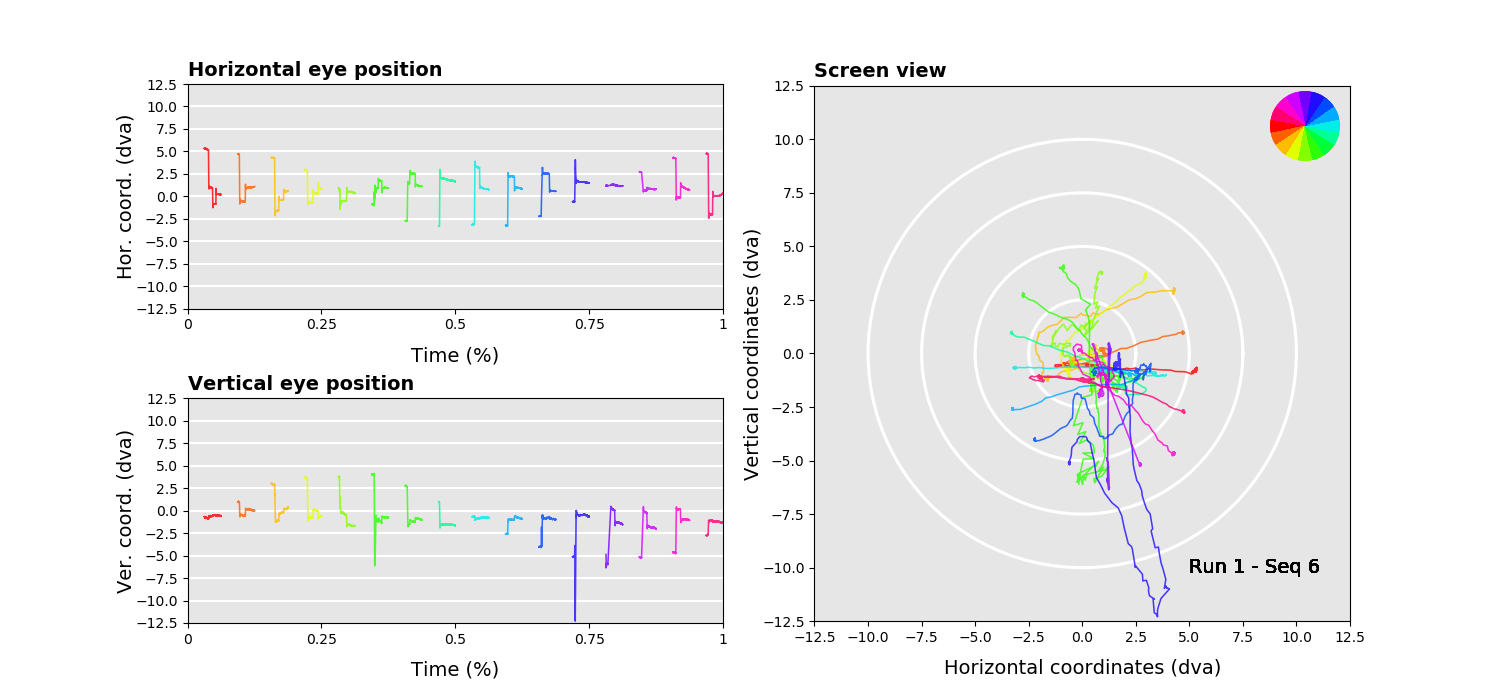 Horizontal eye position
Hor. coord. (dva)
12.5
10.0
7.5
5.0
2.5
0.0
−2.5
−5.0
−7.5
−10.0
−12.5
0 0.25 0.5 0.75 1
Time (%)
Vertical eye position
Ver. coord. (dva)
12.5
10.0
7.5
5.0
2.5
0.0
−2.5
−5.0
−7.5
−10.0
−12.5
0 0.25 0.5 0.75 1
Time (%)
Screen view
Vertical coordinates (dva)
12.5
10.0
7.5
5.0
2.5
0.0
−2.5
−5.0
−7.5
−10.0
−12.5
Run 1 - Seq 6
−12.5 −10.0 −7.5 −5.0 −2.5 0.0 2.5 5.0 7.5 10.0 12.5
Horizontal coordinates (dva)